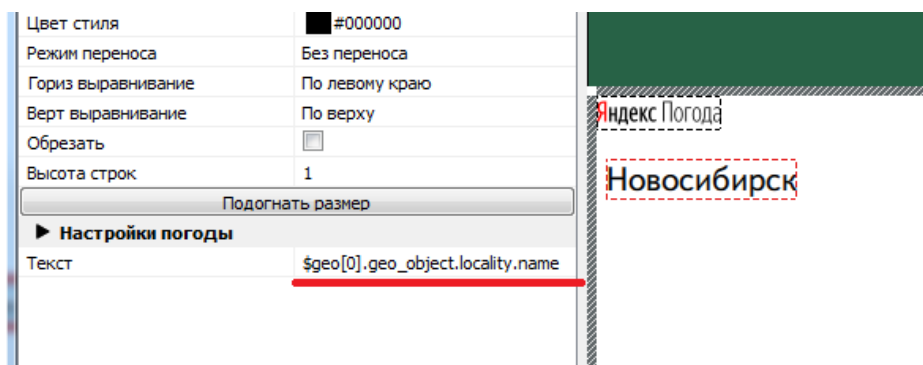 Цвет стиля #000000
Режим переноса Без переноса
Гориз выравнивание По левому краю
Верт выравнивание По верху
Обрезать
Высота строк 1
Подогнать размер
Настройки погоды
Текст $geo[0].geo_object.locality.name
Яндекс Погода
Новосибирск